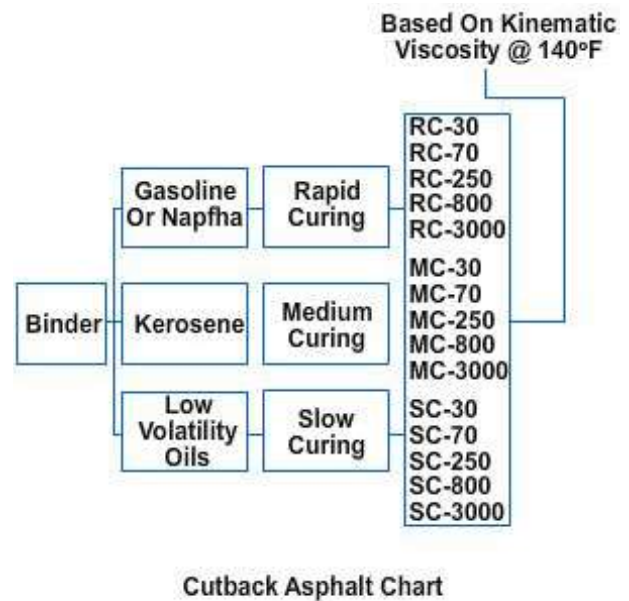 Based On Kinematic
Viscosity @ 140°F
Binder
Gasoline
Or Napfha
Rapid
Curing
RC-30
RC-70
RC-250
RC-800
RC-3000
Kerosene
Medium
Curing
MC-30
MC-70
MC-250
MC-800
MC-3000
Low
Volatility
Oils
Slow
Curing
SC-30
SC-70
SC-250
SC-800
SC-3000
Cutback Asphalt Chart